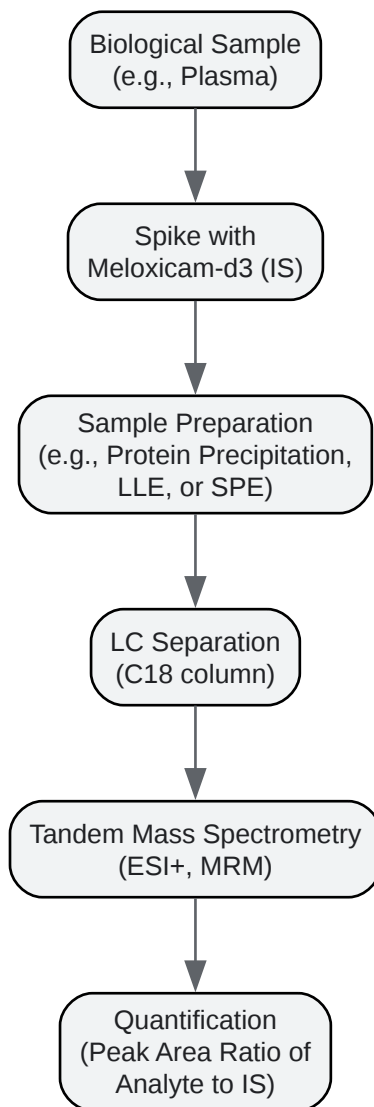 Biological Sample
(e.g., Plasma)
Spike with
Meloxicam-d3 (IS)
Sample Preparation
(e.g., Protein Precipitation,
LLE, or SPE)
LC Separation
(C18 column)
Tandem Mass Spectrometry
(ESI+, MRM)
Quantification
(Peak Area Ratio of
Analyte to IS)